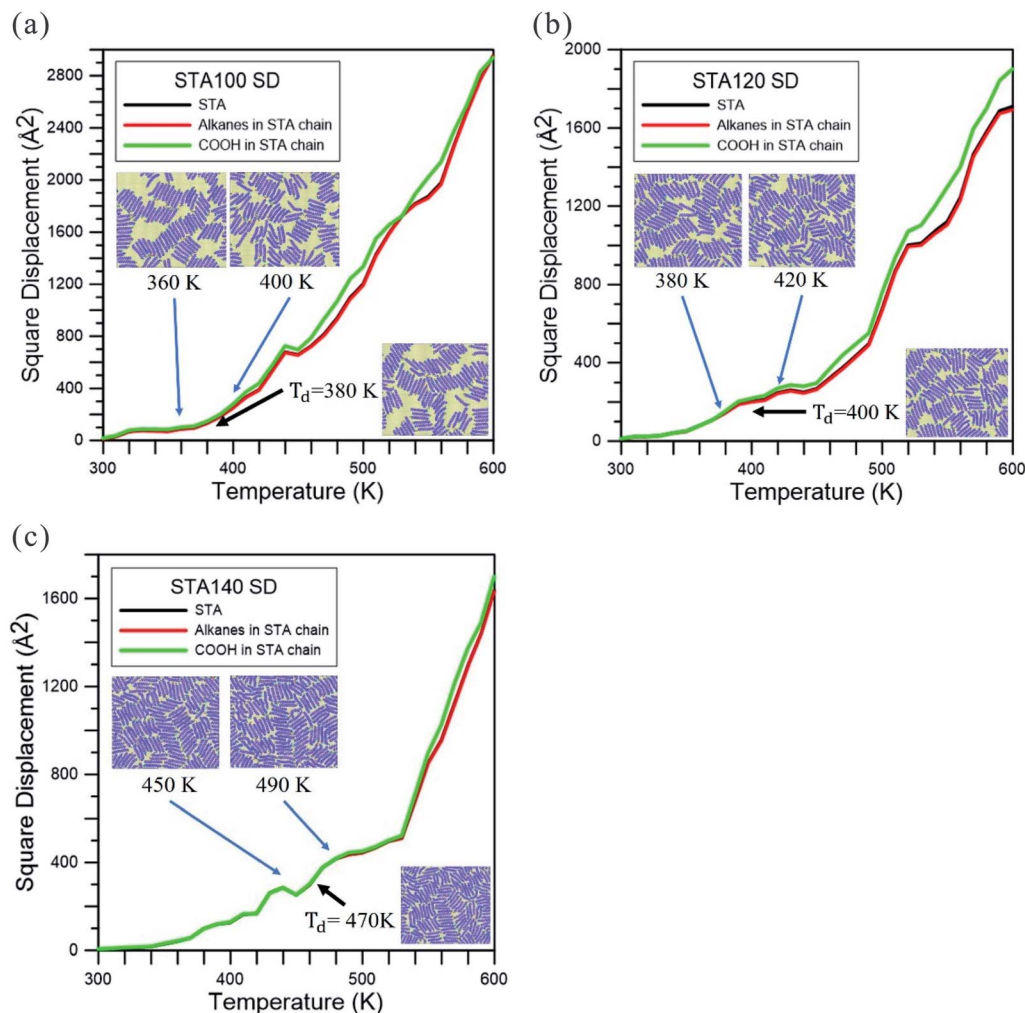 (a)
2800
2400
2000
1600
1200
800
400
0
Square Displacement (Å²)
STA100 SD
STA
Alkanes in STA chain
COOH in STA chain
360 K
400 K
T_d=380 K
300
400
500
600
Temperature (K)
(b)
2000
1600
1200
800
400
0
Square Displacement (Å²)
STA120 SD
STA
Alkanes in STA chain
COOH in STA chain
380 K
420 K
T_d=400 K
300
400
500
600
Temperature (K)
(c)
1600
1200
800
400
0
Square Displacement (Å²)
STA140 SD
STA
Alkanes in STA chain
COOH in STA chain
450 K
490 K
T_d= 470K
300
400
500
600
Temperature (K)